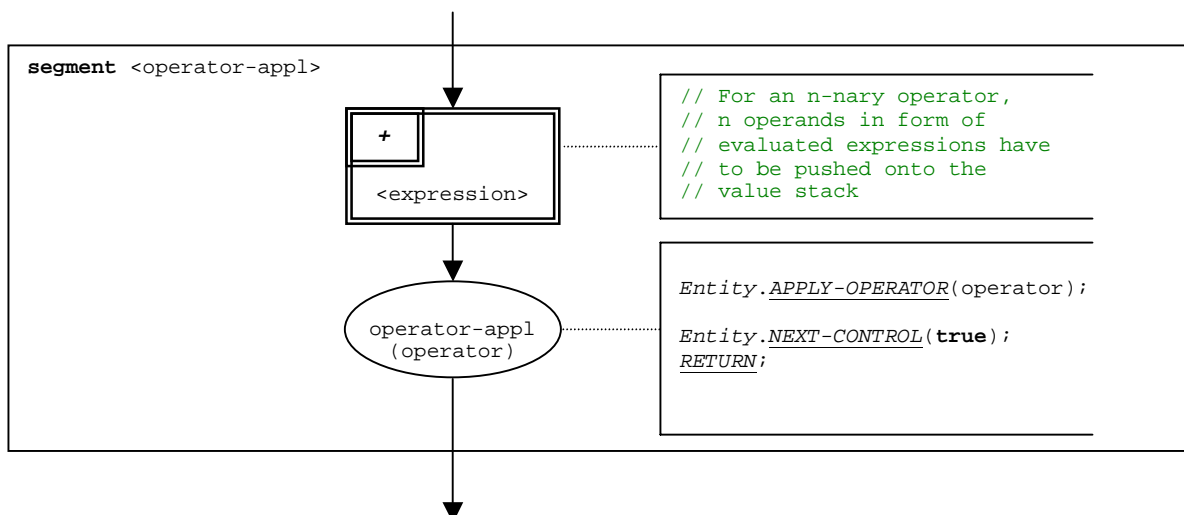 segment <operator-appl>
+
<expression>
// For an n-nary operator,
// n operands in form of
// evaluated expressions have
// to be pushed onto the
// value stack
operator-appl
(operator)
Entity.APPLY-OPERATOR(operator);
Entity.NEXT-CONTROL(true);
RETURN;